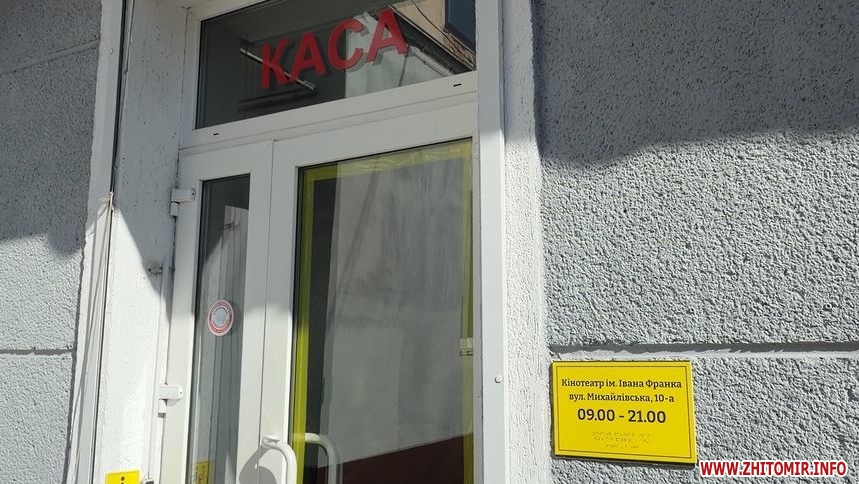 КАСА
Кінотеатр ім. Івана Франка
вул. Михайлівська, 10-а
09.00 - 21.00
WWW.ZHITOMIR.INFO